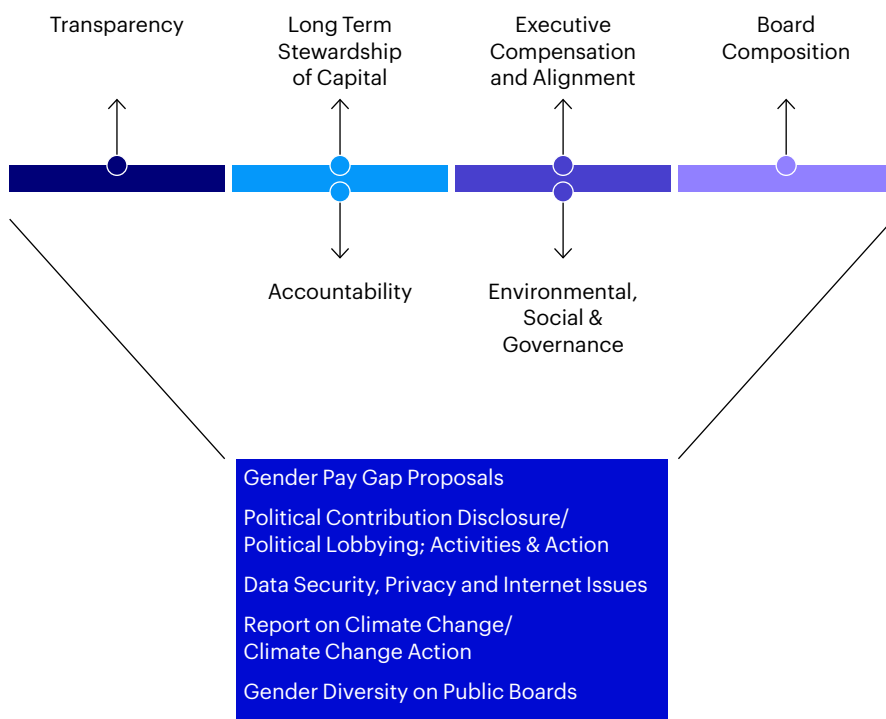 Transparency
Long Term
Stewardship
of Capital
Executive
Compensation
and Alignment
Board
Composition
Accountability
Environmental,
Social &
Governance
Gender Pay Gap Proposals
Political Contribution Disclosure/
Political Lobbying; Activities & Action
Data Security, Privacy and Internet Issues
Report on Climate Change/
Climate Change Action
Gender Diversity on Public Boards